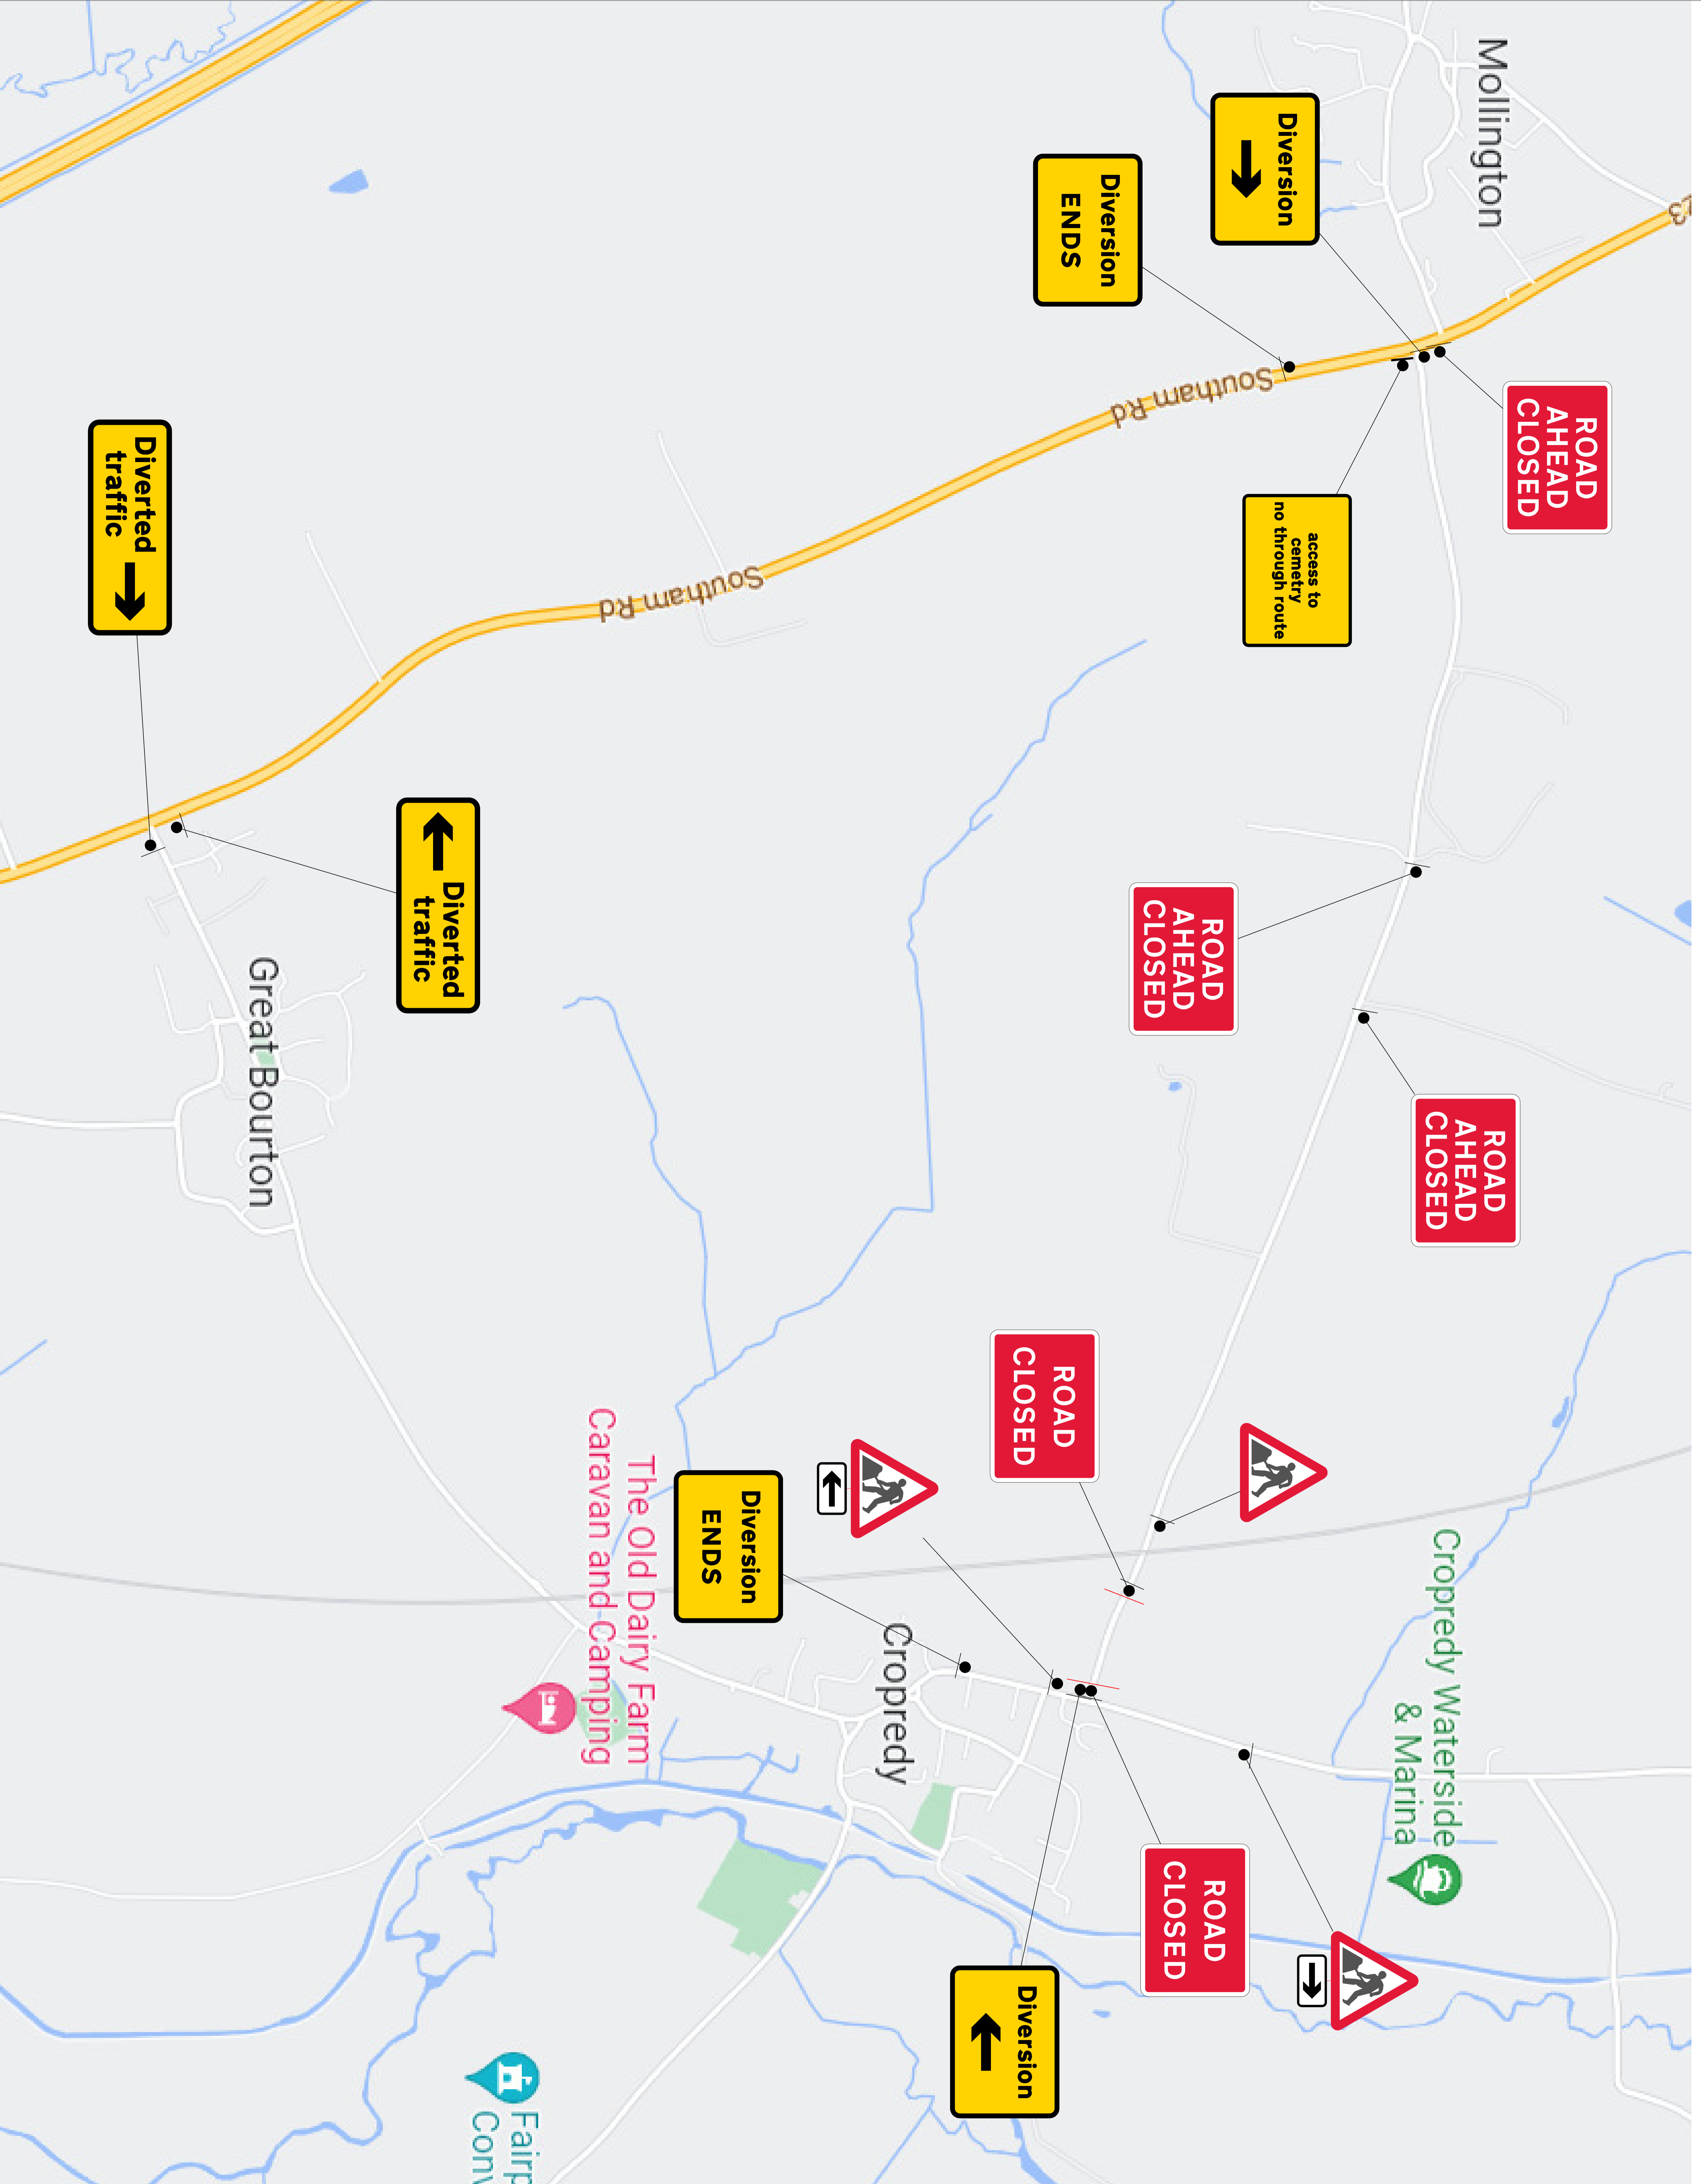 Mollington
Diversion
Diversion
ENDS
ROAD
AHEAD
CLOSED
access to
cemetry
no through route
Southam Rd
Southam Rd
Diverted
traffic
Diverted
traffic
Great Bourton
ROAD
AHEAD
CLOSED
ROAD
AHEAD
CLOSED
ROAD
CLOSED
Diversion
ENDS
The Old Dairy Farm
Caravan and Camping
Cropredy
Cropredy Waterside
& Marina
ROAD
CLOSED
Diversion